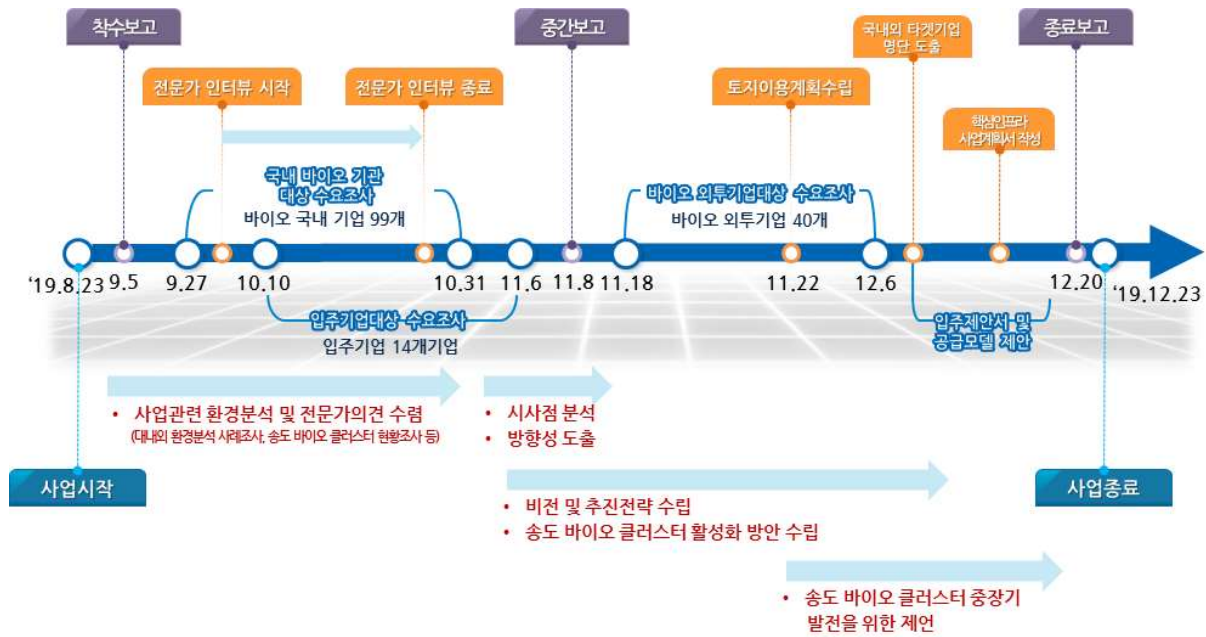 착수보고
중간보고
국내외 타겟기업
명단 도출
종료보고
전문가 인터뷰 시작
전문가 인터뷰 종료
토지이용계획수립
핵심인프라
사업계획서 작성
국내 바이오 기관
대상 수요조사
바이오 국내 기업 99개
바이오 외투기업대상 수요조사
바이오 외투기업 40개
‘19.8.23
9.5
9.27
10.10
10.31
11.6
11.8
11.18
11.22
12.6
12.20
‘19.12.23
입주기업대상 수요조사
입주기업 14개기업
입주제안서 및
공급모델 제안
• 사업관련 환경분석 및 전문가의견 수렴
(대내외 환경분석 사례조사, 송도 바이오 클러스터 현황조사 등)
• 시사점 분석
• 방향성 도출
사업시작
사업종료
• 비전 및 추진전략 수립
• 송도 바이오 클러스터 활성화 방안 수립
• 송도 바이오 클러스터 중장기
발전을 위한 제언